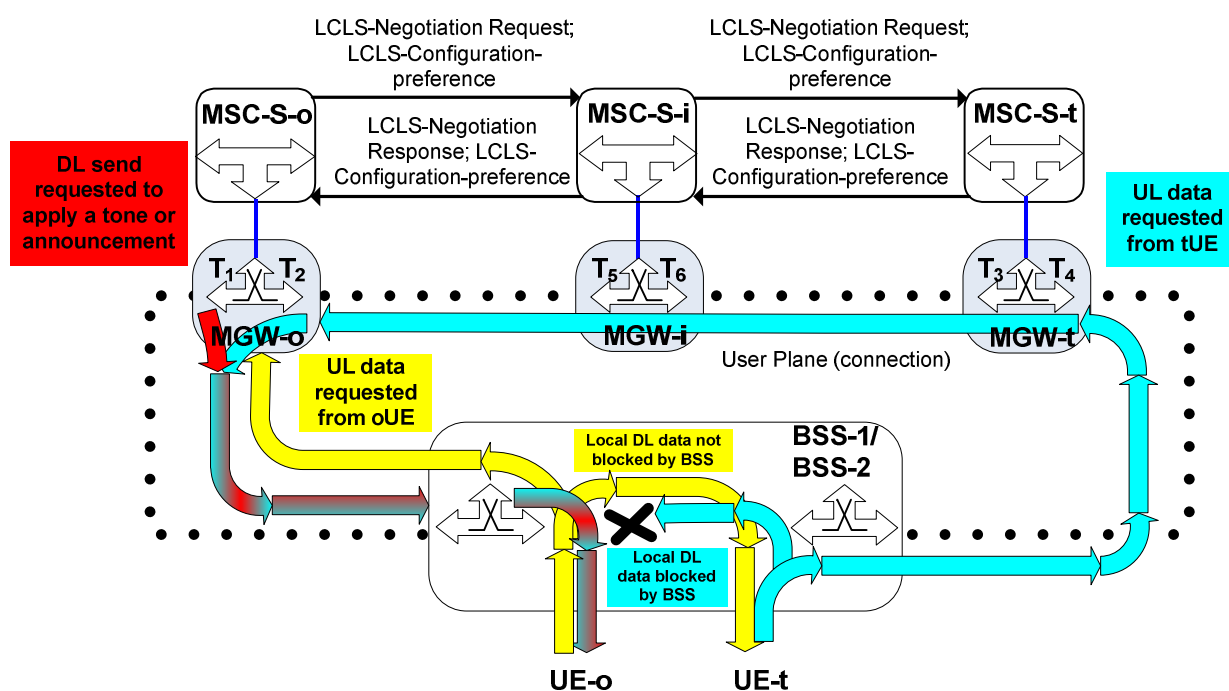 LCLS-Negotiation Request;
LCLS-Configuration-
preference
LCLS-Negotiation Request;
LCLS-Configuration-
preference
MSC-S-o
MSC-S-i
MSC-S-t
LCLS-Negotiation
Response; LCLS-
Configuration-preference
LCLS-Negotiation
Response; LCLS-
Configuration-preference
DL send
requested to
apply a tone or
announcement
UL data
requested
from tUE
T1 T2
T5 T6
T3 T4
MGW-o
MGW-i
MGW-t
User Plane (connection)
UL data
requested
from oUE
Local DL data not
blocked by BSS
BSS-1/
BSS-2
Local DL
data blocked
by BSS
UE-o
UE-t